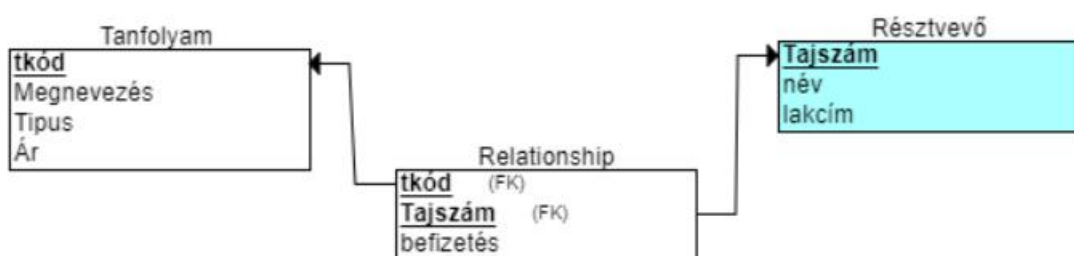 Tanfolyam
tkód
Megnevezés
Tipus
Ár
Résztvevő
Tajszám
név
lakcím
Relationship
tkód (FK)
Tajszám (FK)
befizetés